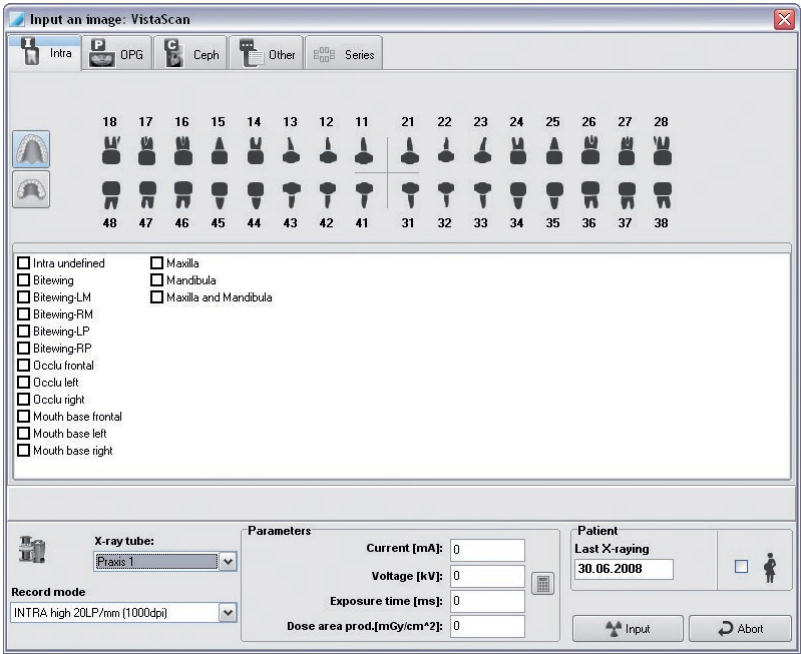 Input an image: VistaScan
I Intra P OPG C Ceph Other Series
18 17 16 15 14 13 12 11 21 22 23 24 25 26 27 28
48 47 46 45 44 43 42 41 31 32 33 34 35 36 37 38
Intra undefined
Bitewing
Bitewing-LM
Bitewing-RM
Bitewing-LP
Bitewing-RP
Occlu frontal
Occlu left
Occlu right
Mouth base frontal
Mouth base left
Mouth base right
Maxilla
Mandibula
Maxilla and Mandibula
X-ray tube:
Praxis 1
Record mode
INTRA high 20LP/mm (1000dpi)
Parameters
Current [mA]: 0
Voltage [kV]: 0
Exposure time [ms]: 0
Dose area prod.[mGy/cm^2]: 0
Patient
Last X-raying
30.06.2008
Input Abort